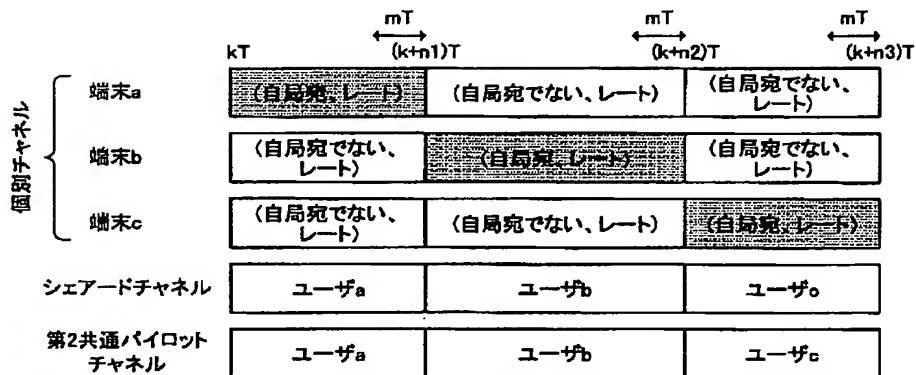 mT mT mT
kT (k+n1)T (k+n2)T (k+n3)T
個別チャネル
端末a (自局宛、レート) (自局宛でない、レート) (自局宛でない、
レート)
端末b (自局宛でない、
レート) (自局宛、レート) (自局宛でない、
レート)
端末c (自局宛でない、
レート) (自局宛でない、レート) (自局宛、レート)
シェアードチャネル ユーザa ユーザb ユーザc
第2共通パイロット
チャネル ユーザa ユーザb ユーザc